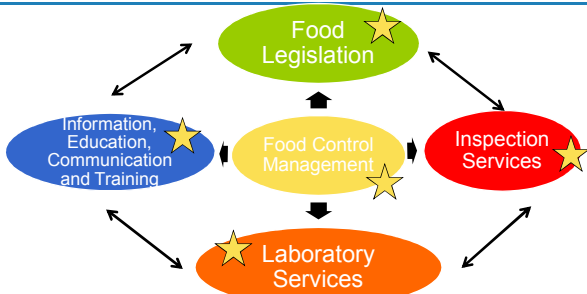 Food
Legislation
Information,
Education,
Communication
and Training
Food Control
Management
Inspection
Services
Laboratory
Services